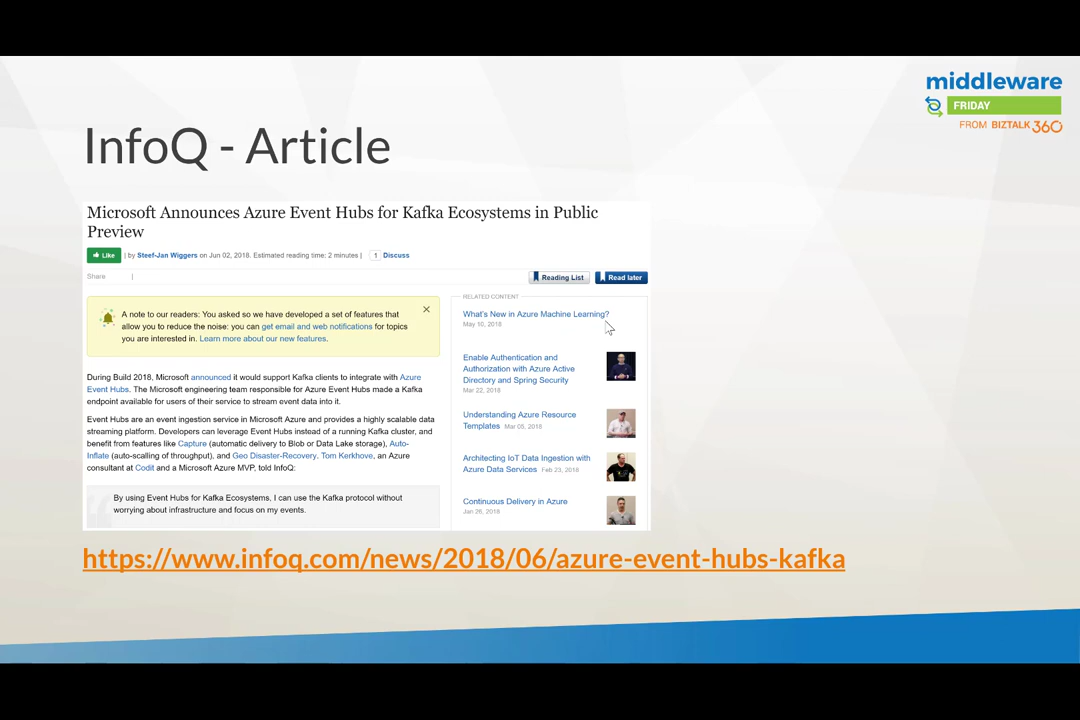 middleware
FRIDAY
FROM BIZTALK 360
InfoQ - Article
Microsoft Announces Azure Event Hubs for Kafka Ecosystems in Public
Preview
Like | by Steef-Jan Wiggers on Jun 02, 2018. Estimated reading time: 2 minutes | 1 Discuss
Share |
Reading List Read later
A note to our readers: You asked so we have developed a set of features that
allow you to reduce the noise: you can get email and web notifications for topics
you are interested in. Learn more about our new features.
During Build 2018, Microsoft announced it would support Kafka clients to integrate with Azure
Event Hubs. The Microsoft engineering team responsible for Azure Event Hubs made a Kafka
endpoint available for users of their service to stream event data into it.
Event Hubs are an event ingestion service in Microsoft Azure and provides a highly scalable data
streaming platform. Developers can leverage Event Hubs instead of a running Kafka cluster, and
benefit from features like Capture (automatic delivery to Blob or Data Lake storage), Auto-
Inflate (auto-scalling of throughput), and Geo Disaster-Recovery. Tom Kerkhove, an Azure
consultant at Codit and a Microsoft Azure MVP, told InfoQ:
By using Event Hubs for Kafka Ecosystems, I can use the Kafka protocol without
worrying about infrastructure and focus on my events.
RELATED CONTENT
What's New in Azure Machine Learning?
May 10, 2018
Enable Authentication and
Authorization with Azure Active
Directory and Spring Security
Mar 22, 2018
Understanding Azure Resource
Templates Mar 05, 2018
Architecting IoT Data Ingestion with
Azure Data Services Feb 23, 2018
Continuous Delivery in Azure
Jan 26, 2018
https://www.infoq.com/news/2018/06/azure-event-hubs-kafka